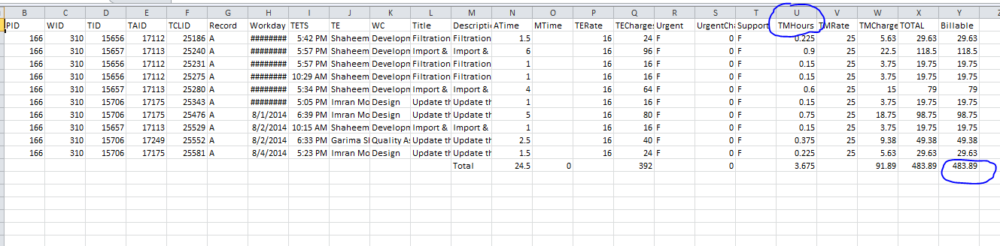 B C D E F G H I J K L M N O P Q R S T U V W X Y
PID WID TID TAID TCLID Record Workday TETS TE WC Title Descripti ATime MTime TERate TECharges Urgent UrgentCh Support TMHours TMRate TMCharge TOTAL Billable
166 310 15656 17112 25186 A ######## 5:42 PM Shaheem Developm Filtration Filtration 1.5 16 24 F 0 F 0.225 25 5.63 29.63 29.63
166 310 15657 17113 25240 A ######## 5:57 PM Shaheem Developm Import & Import & 6 16 96 F 0 F 0.9 25 22.5 118.5 118.5
166 310 15656 17112 25231 A ######## 5:57 PM Shaheem Developm Filtration Filtration 1 16 16 F 0 F 0.15 25 3.75 19.75 19.75
166 310 15656 17112 25275 A ######## 10:29 AM Shaheem Developm Filtration Filtration 1 16 16 F 0 F 0.15 25 3.75 19.75 19.75
166 310 15657 17113 25280 A ######## 5:34 PM Shaheem Developm Import & Import & 4 16 64 F 0 F 0.6 25 15 79 79
166 310 15706 17175 25343 A ######## 5:05 PM Imran Mo Design Update th Update th 1 16 16 F 0 F 0.15 25 3.75 19.75 19.75
166 310 15706 17175 25476 A 8/1/2014 6:39 PM Imran Mo Design Update th Update th 5 16 80 F 0 F 0.75 25 18.75 98.75 98.75
166 310 15657 17113 25529 A 8/2/2014 10:15 AM Shaheem Developm Import & Import & 1 16 16 F 0 F 0.15 25 3.75 19.75 19.75
166 310 15706 17249 25552 A 8/2/2014 6:33 PM Garima Sl Quality As Update th Update th 2.5 16 40 F 0 F 0.375 25 9.38 49.38 49.38
166 310 15706 17175 25581 A 8/4/2014 5:23 PM Imran Mo Design Update th Update th 1.5 16 24 F 0 F 0.225 25 5.63 29.63 29.63
Total 24.5 0 392 0 3.675 91.89 483.89 483.89